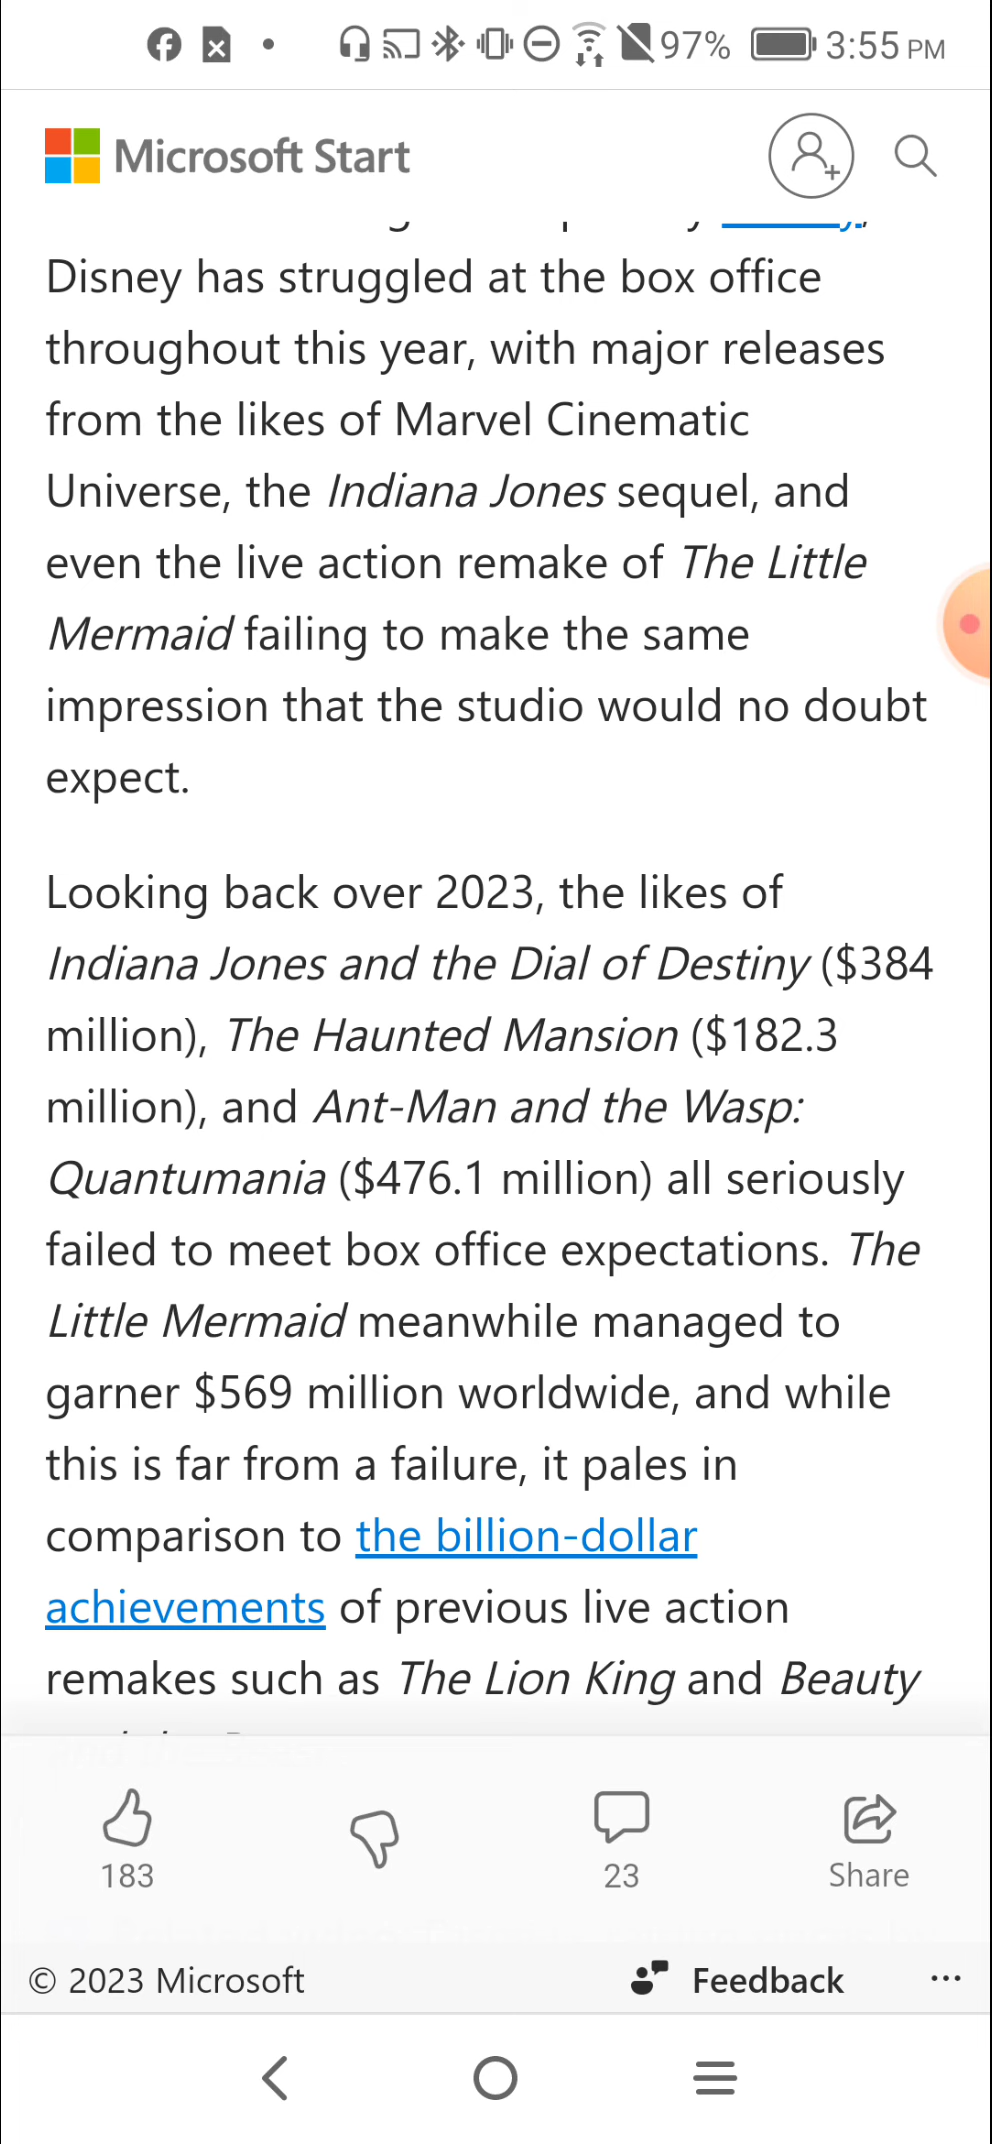 97% 3:55 PM
Microsoft Start
Disney has struggled at the box office
throughout this year, with major releases
from the likes of Marvel Cinematic
Universe, the Indiana Jones sequel, and
even the live action remake of The Little
Mermaid failing to make the same
impression that the studio would no doubt
expect.
Looking back over 2023, the likes of
Indiana Jones and the Dial of Destiny ($384
million), The Haunted Mansion ($182.3
million), and Ant-Man and the Wasp:
Quantumania ($476.1 million) all seriously
failed to meet box office expectations. The
Little Mermaid meanwhile managed to
garner $569 million worldwide, and while
this is far from a failure, it pales in
comparison to the billion-dollar
achievements of previous live action
remakes such as The Lion King and Beauty
183
23
Share
© 2023 Microsoft
Feedback